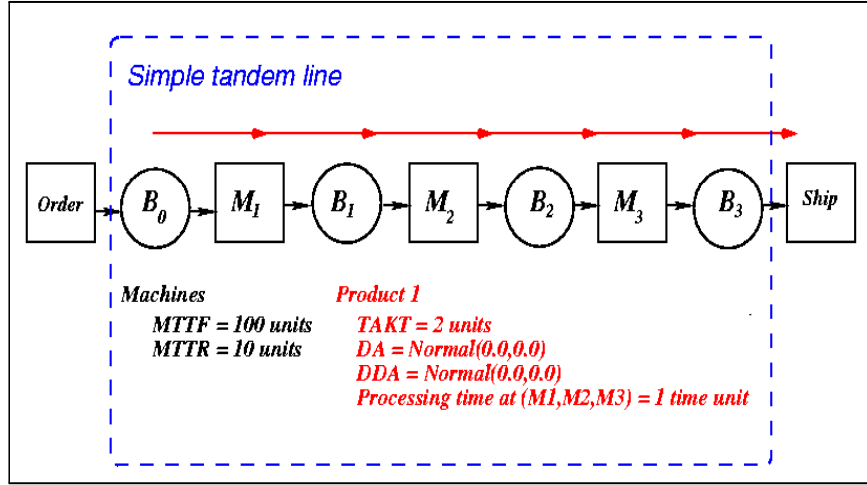 Simple tandem line
Order B0 M1 B1 M2 B2 M3 B3 Ship
Machines
MTTF = 100 units
MTTR = 10 units
Product 1
TAKT = 2 units
DA = Normal(0.0,0.0)
DDA = Normal(0.0,0.0)
Processing time at (M1,M2,M3) = 1 time unit